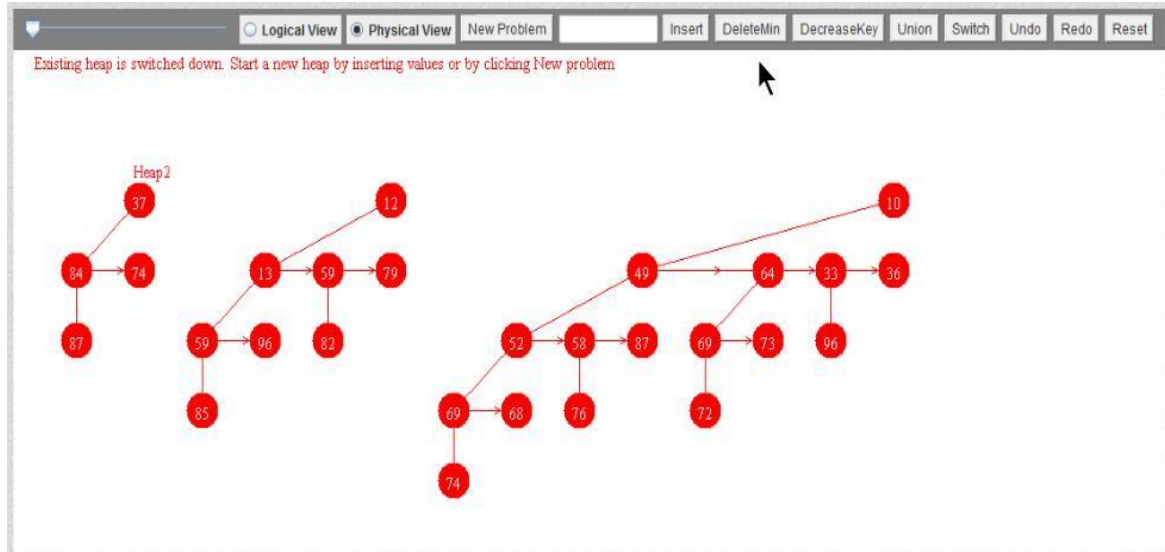 Logical View Physical View New Problem Insert DeleteMin DecreaseKey Union Switch Undo Redo Reset
Existing heap is switched down. Start a new heap by inserting values or by clicking New problem
Heap2
37 12 10
84 74 13 59 79 49 64 33 36
87 59 96 82 52 58 87 69 73 96
85 69 68 76 72
74